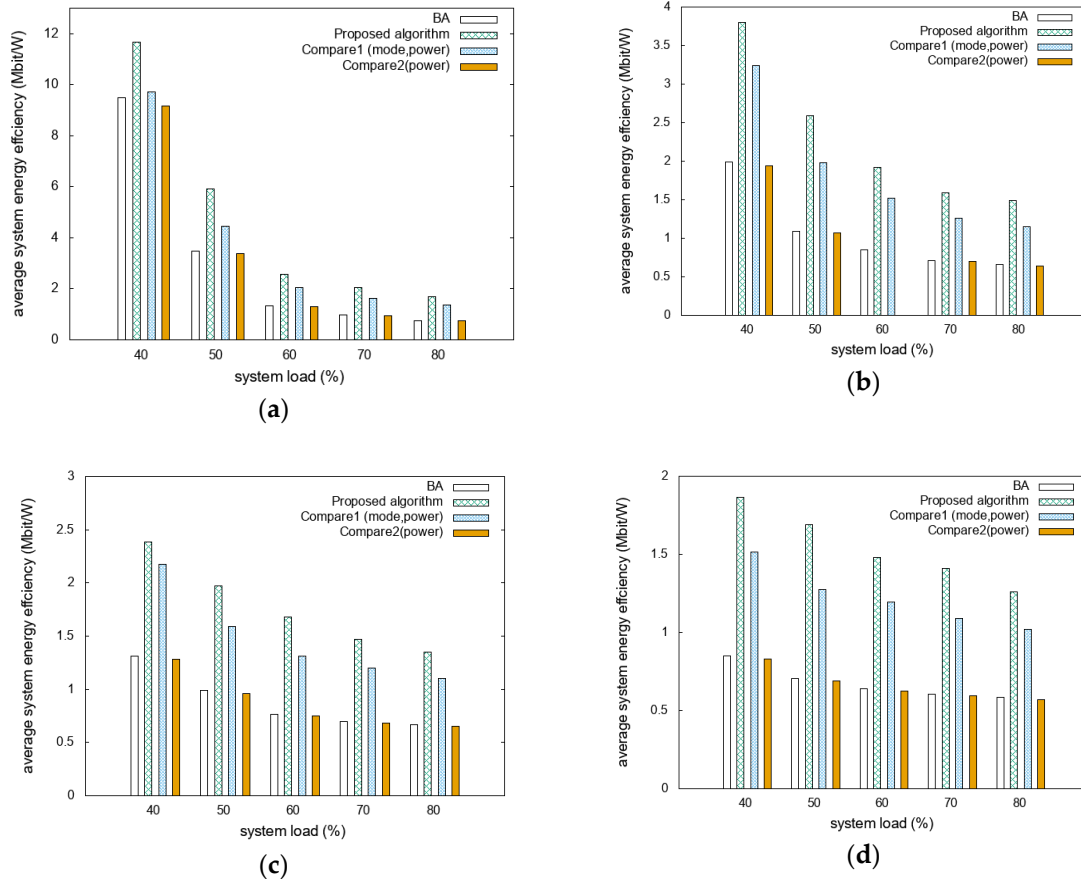 average system energy effciency (Mbit/W)
BA
Proposed algorithm
Compare1 (mode,power)
Compare2(power)
12
10
8
6
4
2
0
40 50 60 70 80
system load (%)
(a)
average system energy effciency (Mbit/W)
BA
Proposed algorithm
Compare1 (mode,power)
Compare2(power)
4
3.5
3
2.5
2
1.5
1
0.5
0
40 50 60 70 80
system load (%)
(b)
average system energy effciency (Mbit/W)
BA
Proposed algorithm
Compare1 (mode,power)
Compare2(power)
3
2.5
2
1.5
1
0.5
0
40 50 60 70 80
system load (%)
(c)
average system energy effciency (Mbit/W)
BA
Proposed algorithm
Compare1 (mode,power)
Compare2(power)
2
1.5
1
0.5
0
40 50 60 70 80
system load (%)
(d)